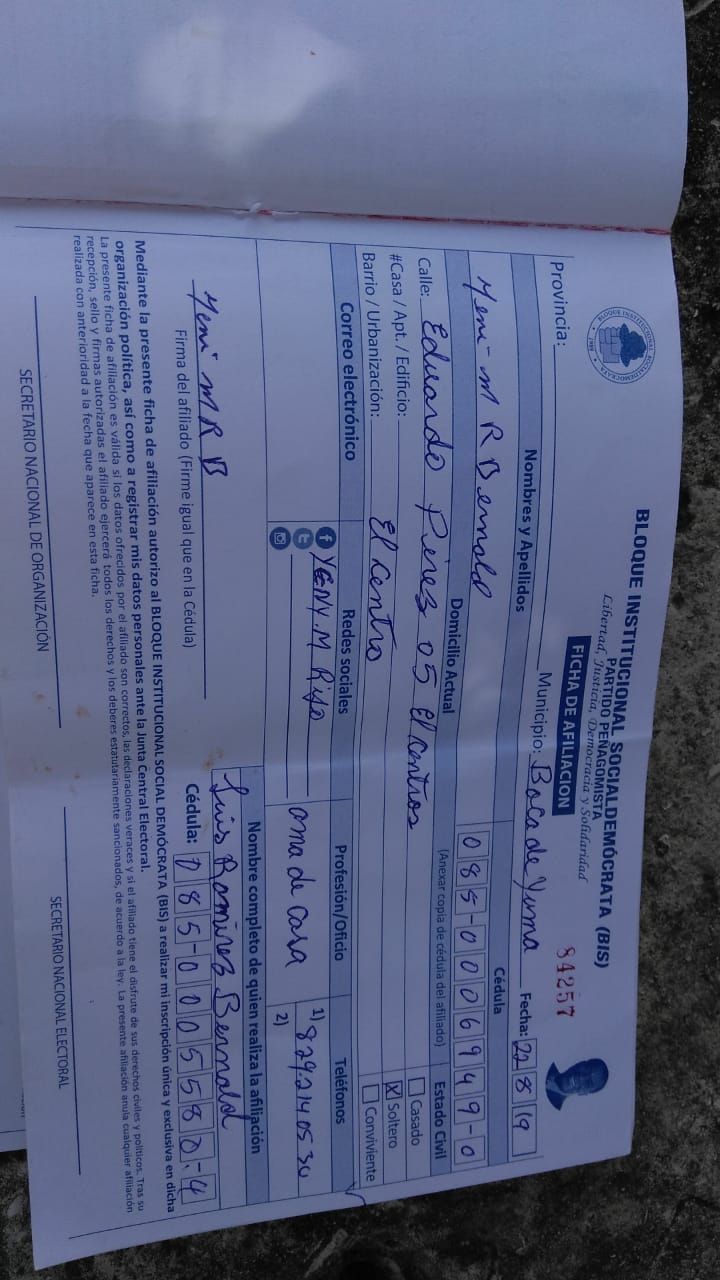 BLOQUE INSTITUCIONAL SOCIALDEMÓCRATA (BIS)
PARTIDO PEÑAGOMISTA
Libertad, Justicia, Democracia y Solidaridad
FICHA DE AFILIACION
84257
Provincia: Municipio: Boca de Yuma Fecha: 22 8 19
Nombres y Apellidos Cédula
Yeni M R Bernald 085-0006949-0
Domicilio Actual (Anexar copia de cédula del afiliado) Estado Civil
Calle: Eduardo Pérez 05 El centros Casado
#Casa / Apt. / Edificio: X Soltero
Barrio / Urbanización: El centro Conviviente
Correo electrónico Redes sociales Profesión/Oficio Teléfonos
YENY.M Rijo ama de casa 1) 829 214 05 30
2)
Nombre completo de quien realiza la afiliación
Yeni M R B Luis Ramirez Bernald
Firma del afiliado (Firme igual que en la Cédula) Cédula: 085-0005580-4
Mediante la presente ficha de afiliación autorizo al BLOQUE INSTITUCIONAL SOCIAL DEMÓCRATA (BIS) a realizar mi inscripción única y exclusiva en dicha
organización política, así como a registrar mis datos personales ante la Junta Central Electoral.
La presente ficha de afiliación es válida si los datos ofrecidos por el afiliado son correctos, las declaraciones veraces y si el afiliado tiene el disfrute de sus derechos civiles y políticos. Tras su
recepción, sello y firmas autorizadas el afiliado ejercerá todos los derechos y los deberes estatutariamente sancionados, de acuerdo a la ley. La presente afiliación anula cualquier afiliación
realizada con anterioridad a la fecha que aparece en esta ficha.
SECRETARIO NACIONAL DE ORGANIZACIÓN SECRETARIO NACIONAL ELECTORAL